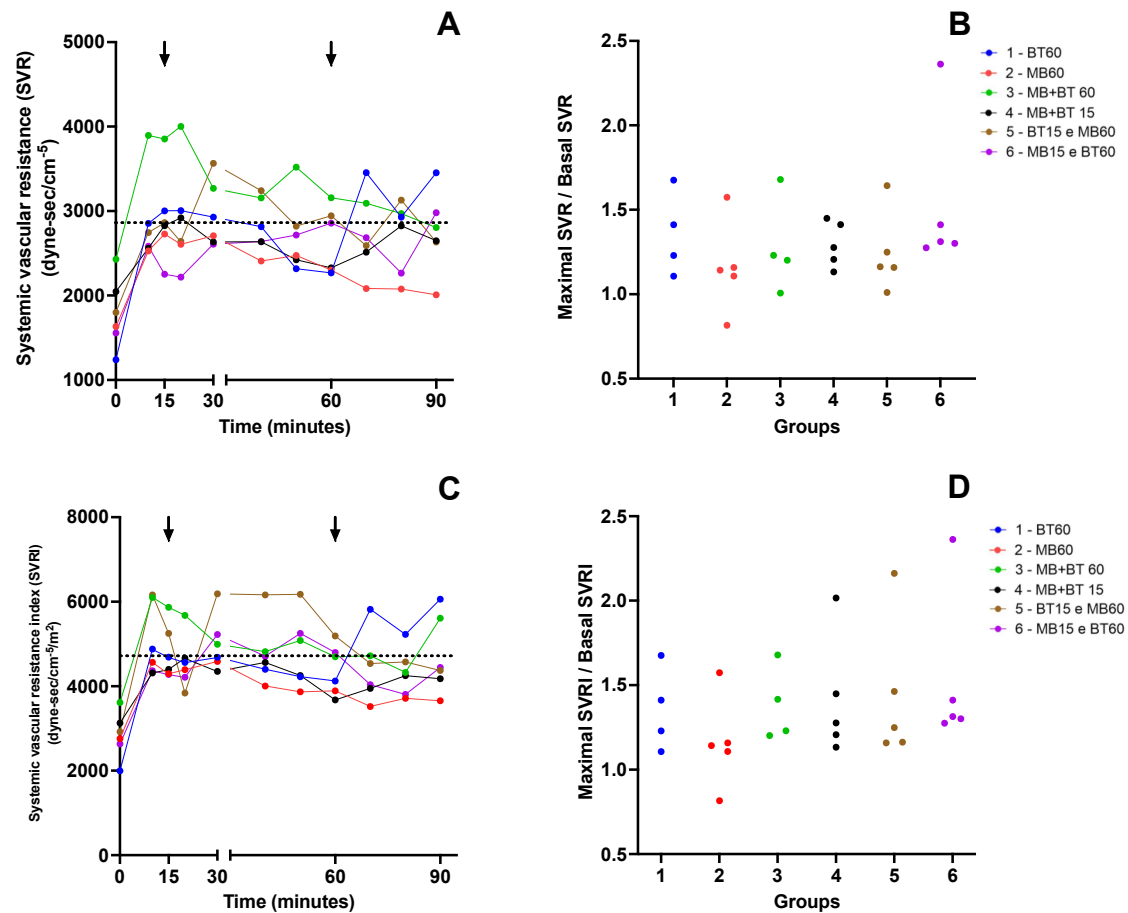 A
Systemic vascular resistance (SVR)
(dyne-sec/cm-5)
5000
4000
3000
2000
1000
0
15
30
60
90
Time (minutes)
B
Maximal SVR / Basal SVR
2.5
2.0
1.5
1.0
0.5
1
2
3
4
5
6
Groups
1 - BT60
2 - MB60
3 - MB+BT 60
4 - MB+BT 15
5 - BT15 e MB60
6 - MB15 e BT60
C
Systemic vascular resistance index (SVRI)
(dyne-sec/cm-5/m2)
8000
6000
4000
2000
0
0
15
30
60
90
Time (minutes)
D
Maximal SVRI / Basal SVRI
2.5
2.0
1.5
1.0
0.5
1
2
3
4
5
6
Groups
1 - BT60
2 - MB60
3 - MB+BT 60
4 - MB+BT 15
5 - BT15 e MB60
6 - MB15 e BT60